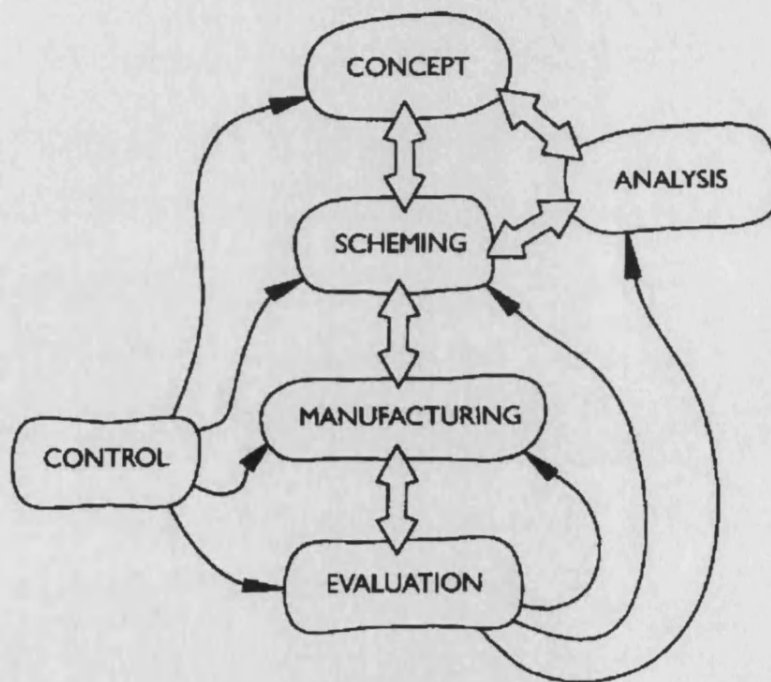 CONCEPT
ANALYSIS
SCHEMING
MANUFACTURING
CONTROL
EVALUATION